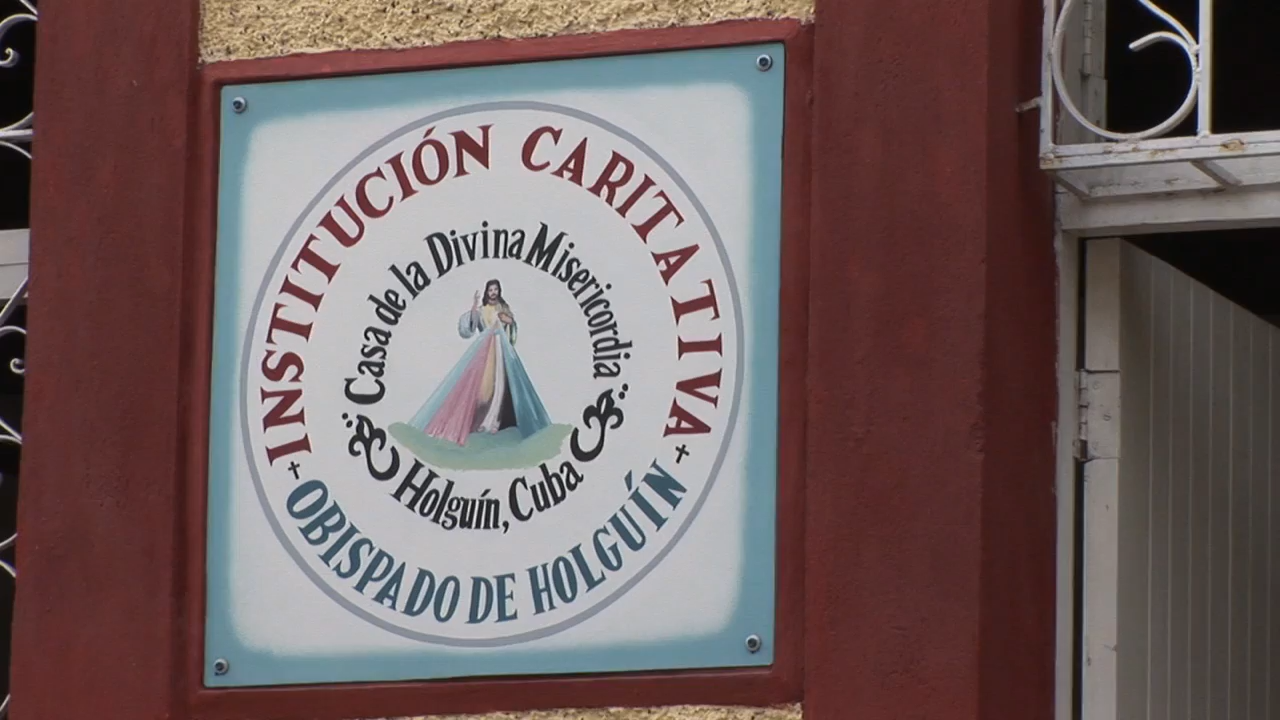 INSTITUCIÓN CARITATIVA
Casa de la Divina Misericordia
Holguín, Cuba
OBISPADO DE HOLGUÍN